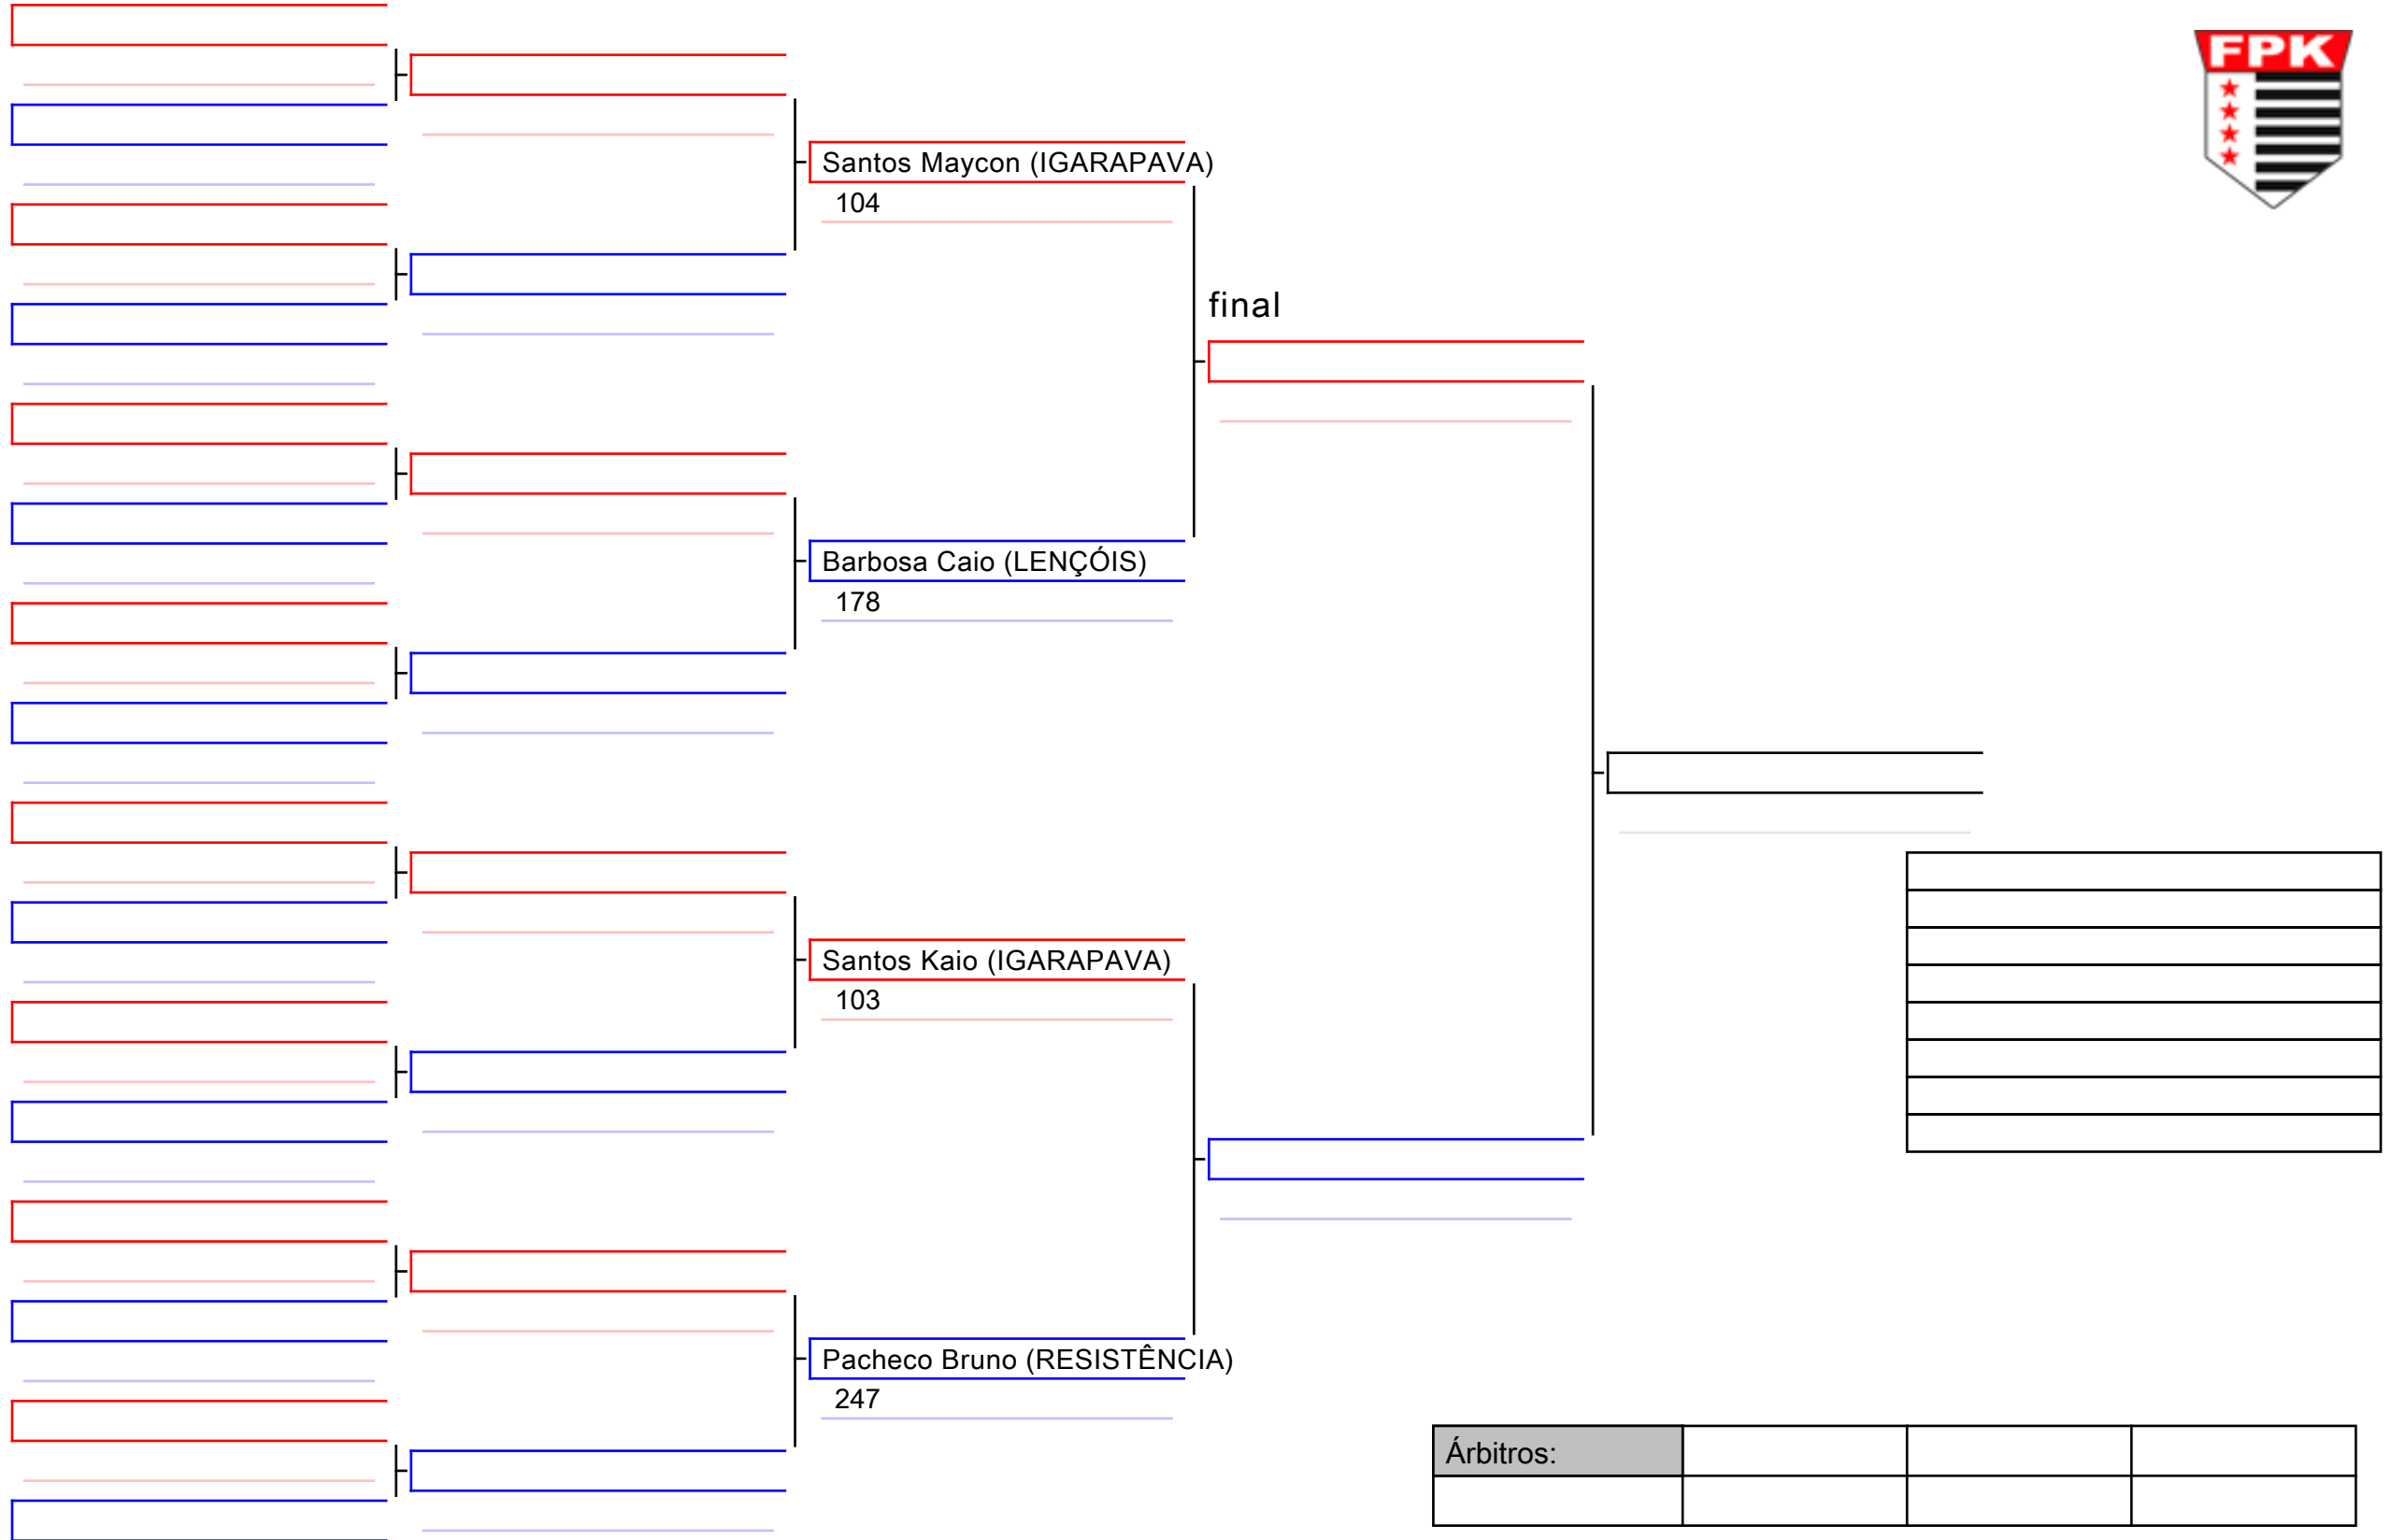 FPK
Santos Maycon (IGARAPAVA)
104
final
Barbosa Caio (LENÇÓIS)
178
Santos Kaio (IGARAPAVA)
103
Pacheco Bruno (RESISTÊNCIA)
247
Árbitros: